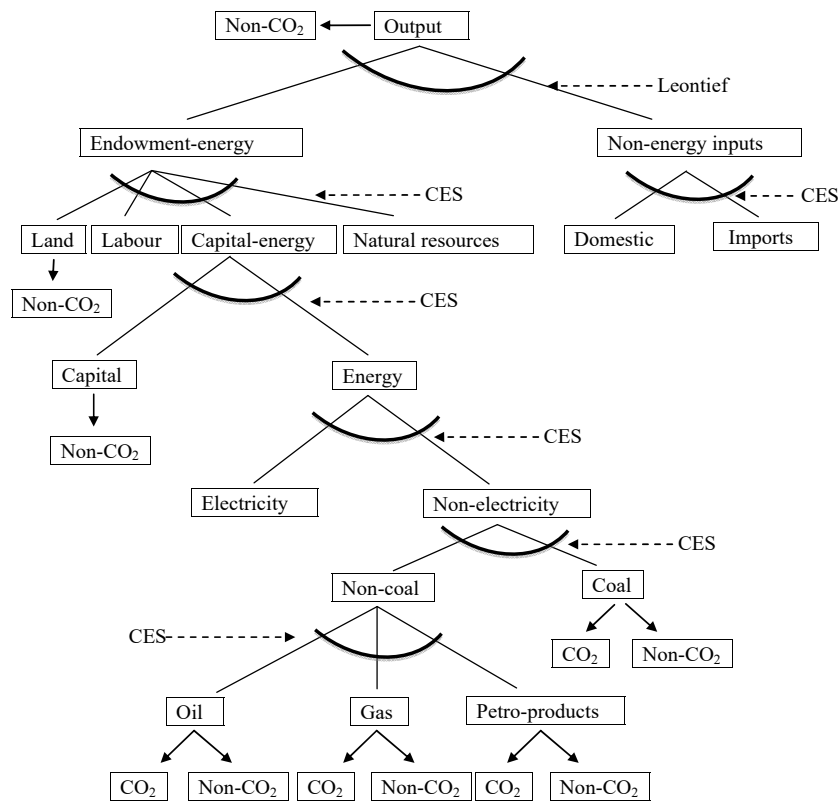 Non-CO₂
Output
Leontief
Endowment-energy
Non-energy inputs
CES
CES
Land
Labour
Capital-energy
Natural resources
Domestic
Imports
Non-CO₂
CES
Capital
Energy
Non-CO₂
CES
Electricity
Non-electricity
CES
Non-coal
Coal
CES
CO₂
Non-CO₂
Oil
Gas
Petro-products
CO₂
Non-CO₂
CO₂
Non-CO₂
CO₂
Non-CO₂